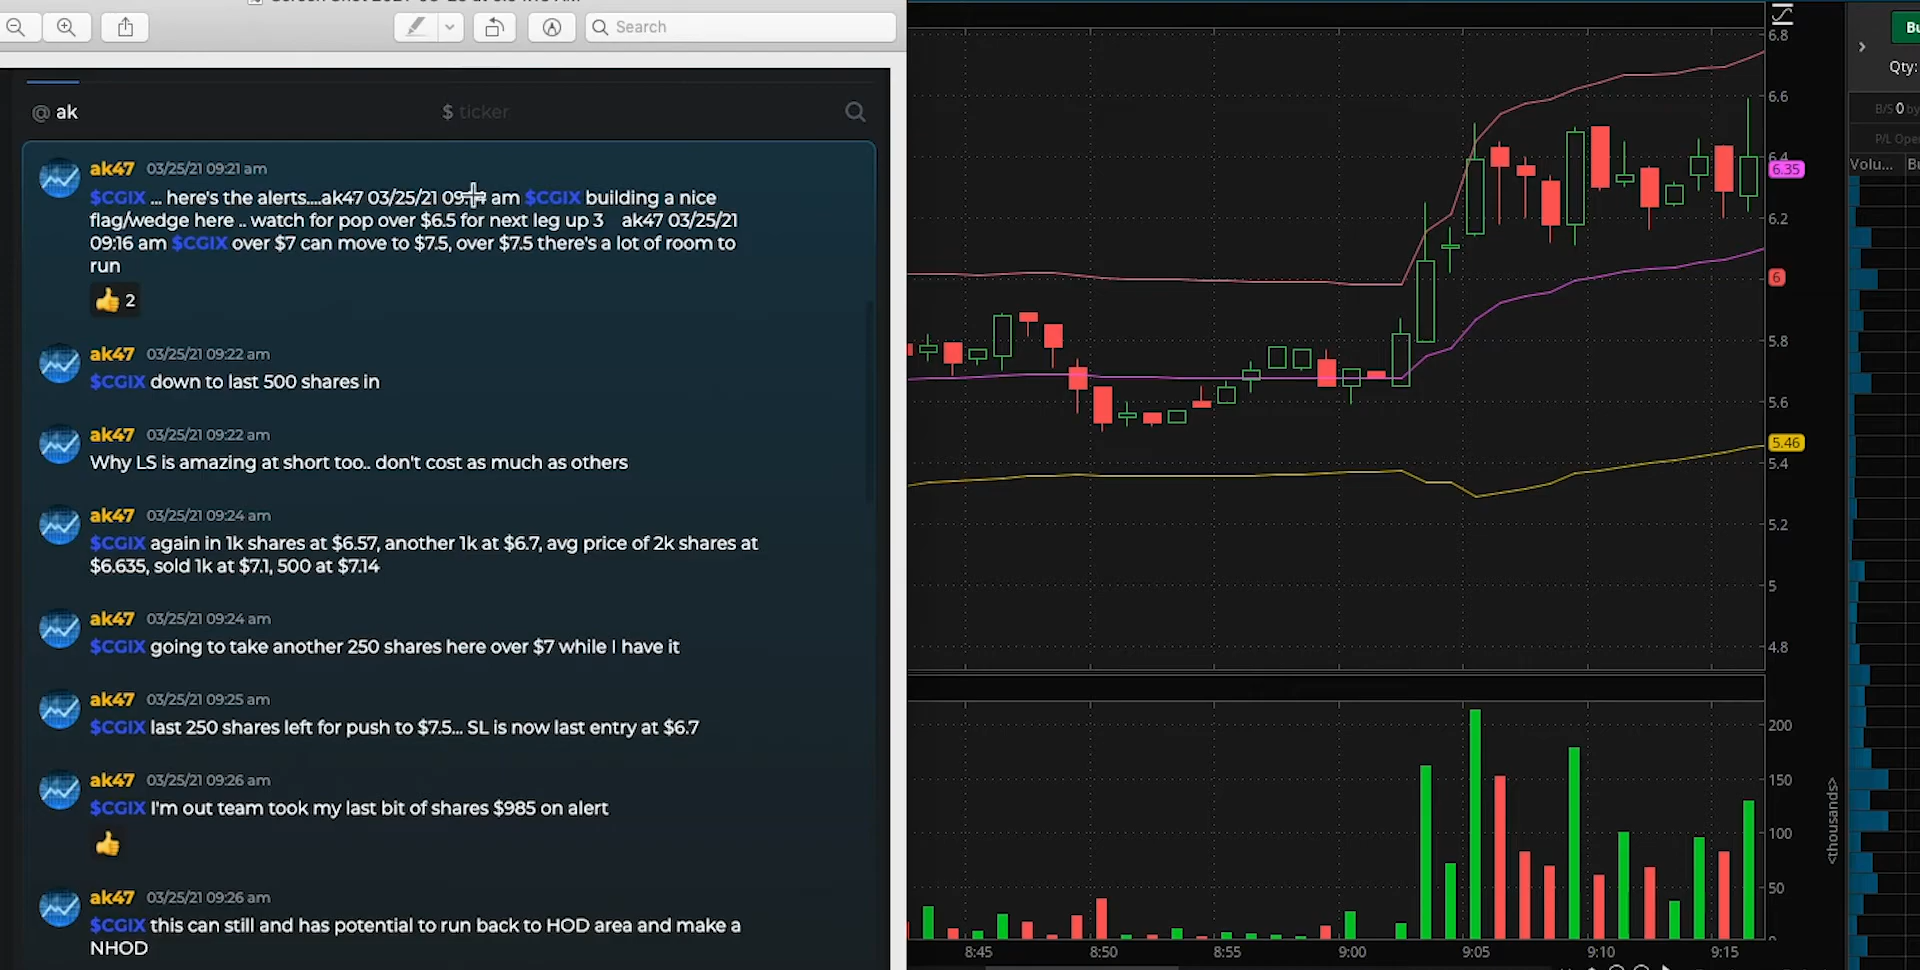 Search
@ ak
$ ticker
ak47 03/25/21 09:21 am
$CGIX ... here's the alerts....ak47 03/25/21 am $CGIX building a nice
flag/wedge here .. watch for pop over $6.5 for next leg up 3 ak47 03/25/21
09:16 am $CGIX over $7 can move to $7.5, over $7.5 there's a lot of room to
run
👍 2
ak47 03/25/21 09:22 am
$CGIX down to last 500 shares in
ak47 03/25/21 09:22 am
Why LS is amazing at short too.. don't cost as much as others
ak47 03/25/21 09:24 am
$CGIX again in 1k shares at $6.57, another 1k at $6.7, avg price of 2k shares at
$6.635, sold 1k at $7.1, 500 at $7.14
ak47 03/25/21 09:24 am
$CGIX going to take another 250 shares here over $7 while I have it
ak47 03/25/21 09:25 am
$CGIX last 250 shares left for push to $7.5... SL is now last entry at $6.7
ak47 03/25/21 09:26 am
$CGIX I'm out team took my last bit of shares $985 on alert
👍
ak47 03/25/21 09:26 am
$CGIX this can still and has potential to run back to HOD area and make a
NHOD
6.8
6.6
6.4
6.35
6.2
6
5.8
5.6
5.46
5.4
5.2
5
4.8
200
150
100
50
<thousands>
8:45 8:50 8:55 9:00 9:05 9:10 9:15
Qty:
B/S 0 by
P/L Ope
Volu...